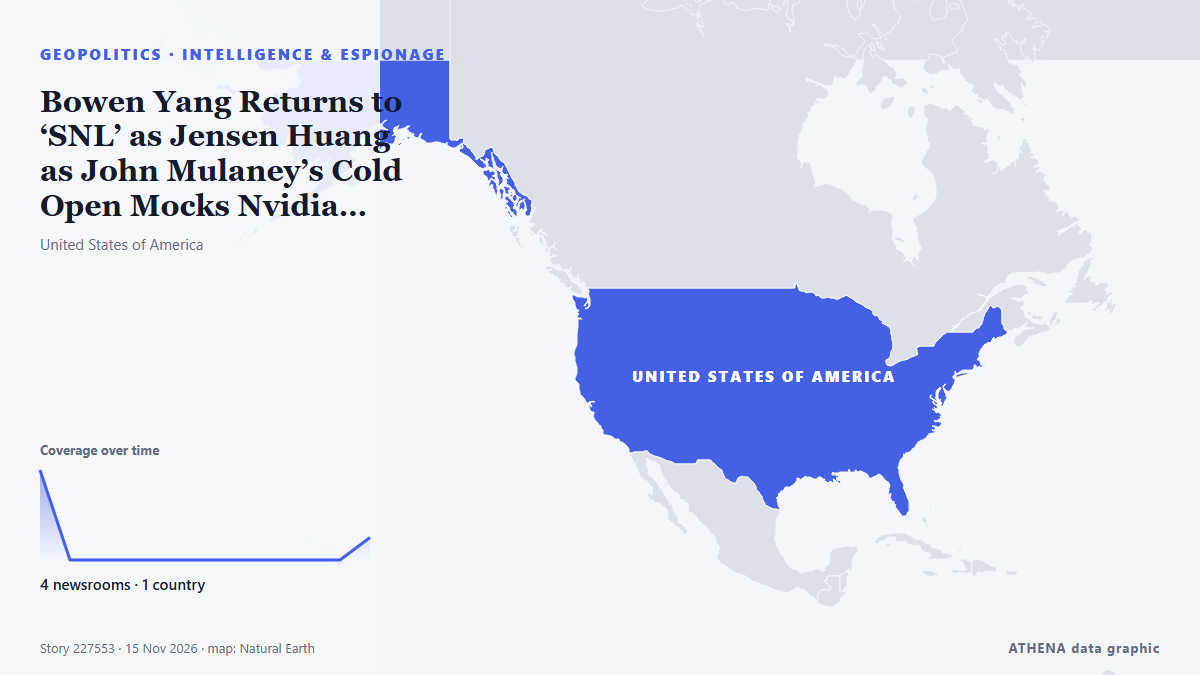 GEOPOLITICS · INTELLIGENCE & ESPIONAGE
Bowen Yang Returns to
‘SNL’ as Jensen Huang
as John Mulaney’s Cold
Open Mocks Nvidia…
United States of America
UNITED STATES OF AMERICA
Coverage over time
4 newsrooms · 1 country
Story 227553 · 15 Nov 2026 · map: Natural Earth
ATHENA data graphic